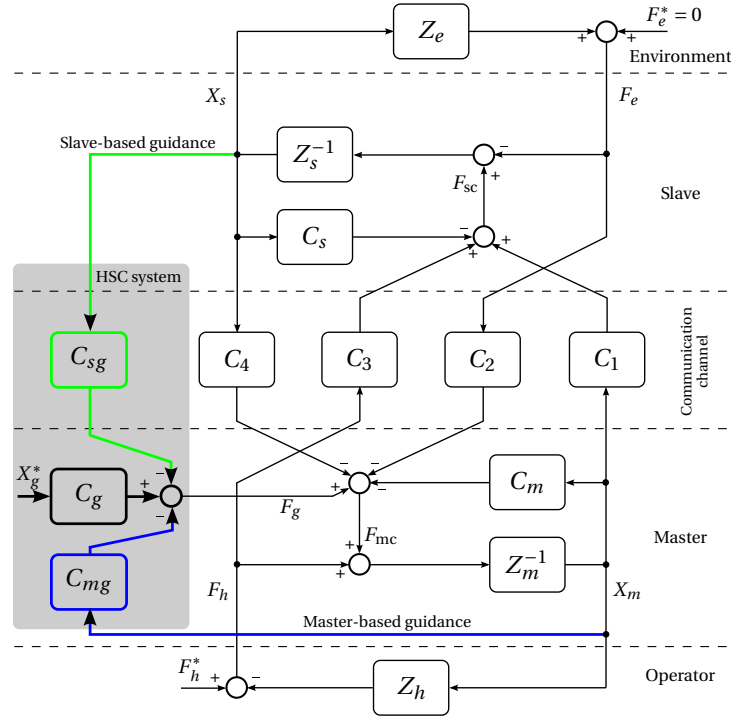 F_e^* = 0
Z_e
+
+
Environment
X_s
F_e
Slave-based guidance
Z_s^{-1}
−
+
F_sc
Slave
C_s
−
+
+
HSC system
C_sg
C_4
C_3
C_2
C_1
Communication
channel
X_g^*
C_g
+
−
−
F_g
+
−
−
−
C_m
F_mc
Master
C_mg
+
+
Z_m^{-1}
F_h
X_m
Master-based guidance
F_h^*
+
−
Z_h
Operator